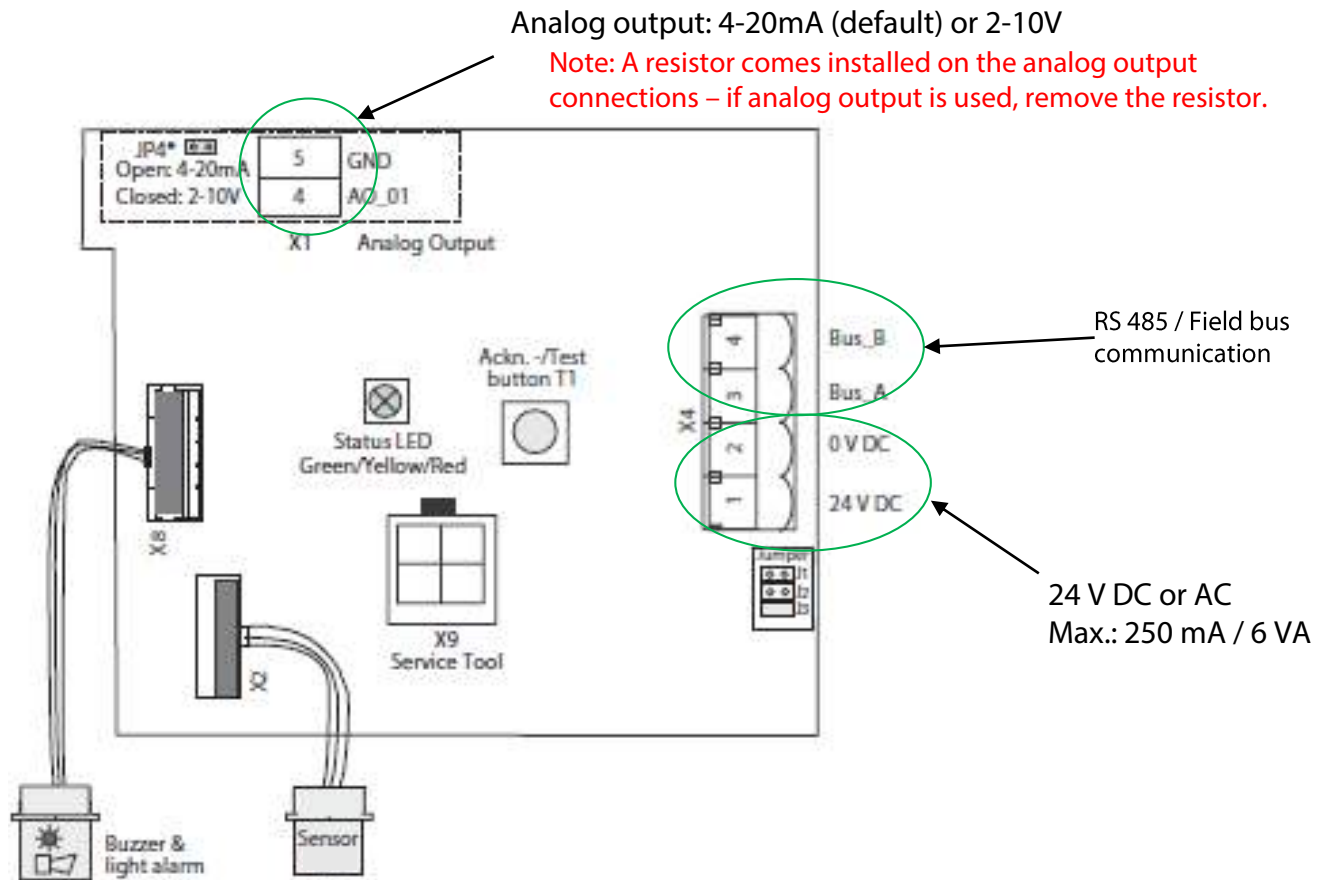 Analog output: 4-20mA (default) or 2-10V
Note: A resistor comes installed on the analog output
connections – if analog output is used, remove the resistor.
JP4*
Open: 4-20mA
Closed: 2-10V
5
GND
4
AO_01
X1
Analog Output
RS 485 / Field bus
communication
4
Bus_B
3
Bus_A
X4
2
0 V DC
1
24 V DC
Ackn. -/Test
button T1
Status LED
Green/Yellow/Red
X8
Jumper
J1
J2
J3
24 V DC or AC
Max.: 250 mA / 6 VA
X9
Service Tool
X2
Buzzer &
light alarm
Sensor